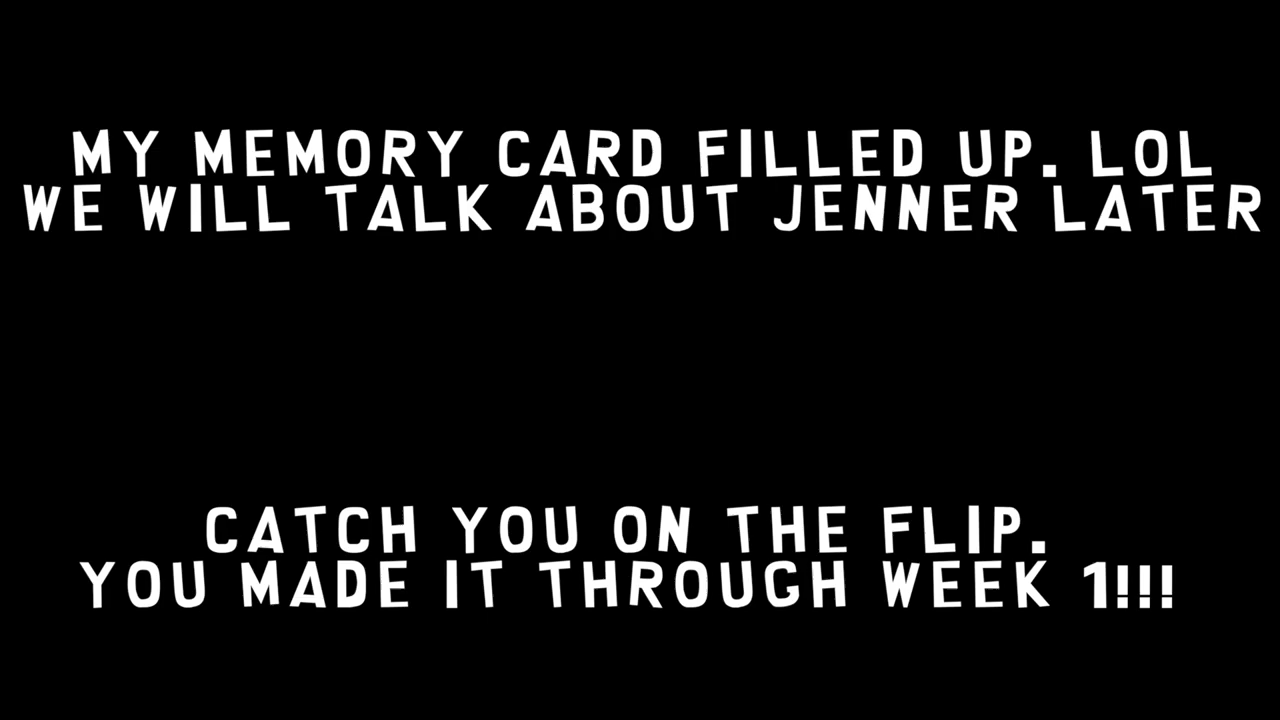 MY MEMORY CARD FILLED UP. LOL
WE WILL TALK ABOUT JENNER LATER
CATCH YOU ON THE FLIP.
YOU MADE IT THROUGH WEEK 1!!!